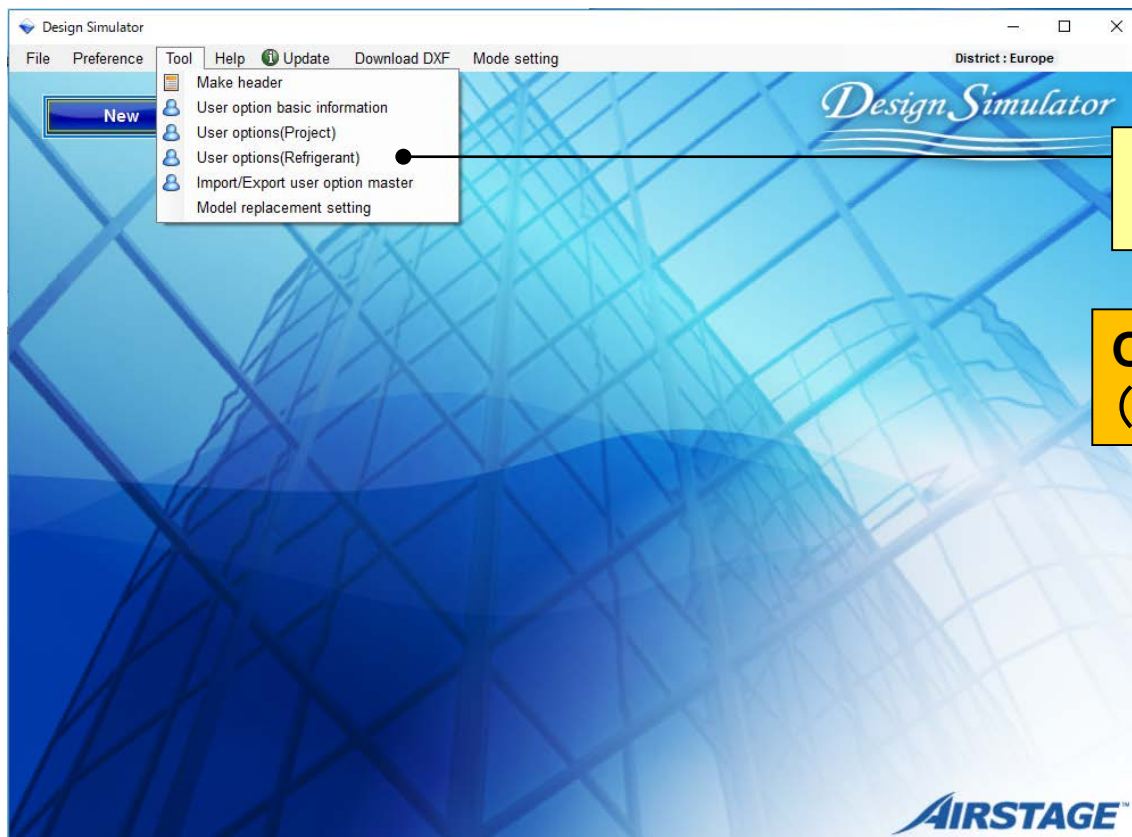 Design Simulator
File Preference Tool Help Update Download DXF Mode setting District : Europe
New
Make header
User option basic information
User options(Project)
User options(Refrigerant)
Import/Export user option master
Model replacement setting
Design Simulator
AIRSTAGE™